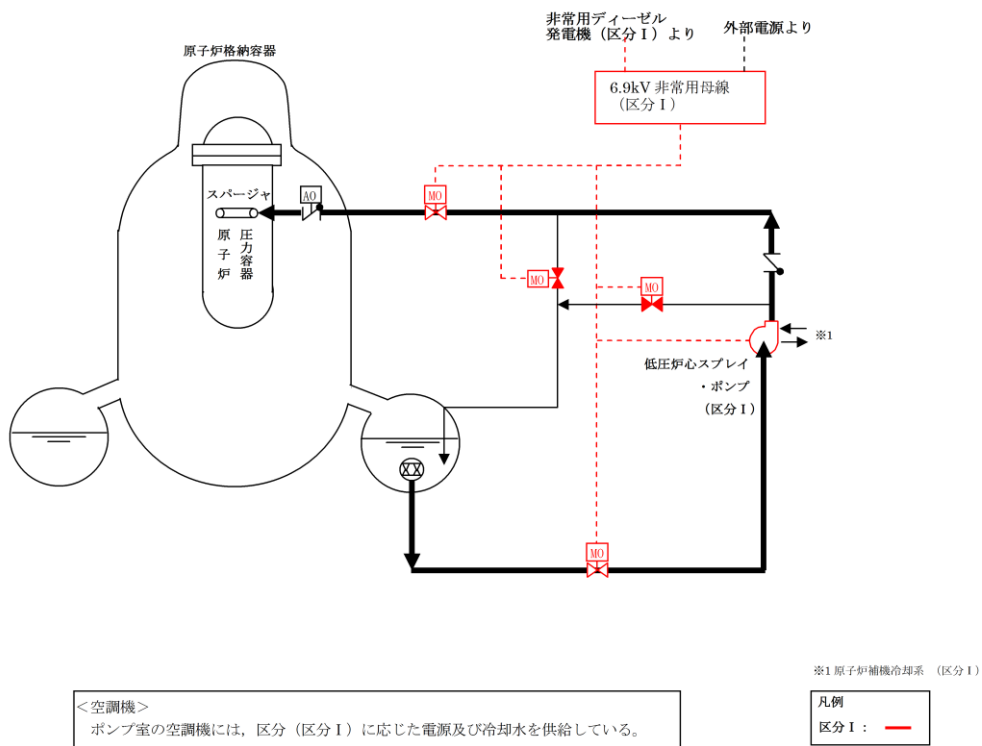 非常用ディーゼル
発電機（区分Ⅰ）より
外部電源より
原子炉格納容器
6.9kV 非常用母線
（区分Ⅰ）
スパージャ
AO
MO
原子炉
圧力容器
MO
MO
※1
低圧炉心スプレイ
・ポンプ
（区分Ⅰ）
MO
※1 原子炉補機冷却系 （区分Ⅰ）
＜空調機＞
ポンプ室の空調機には，区分（区分Ⅰ）に応じた電源及び冷却水を供給している。
凡例
区分Ⅰ：